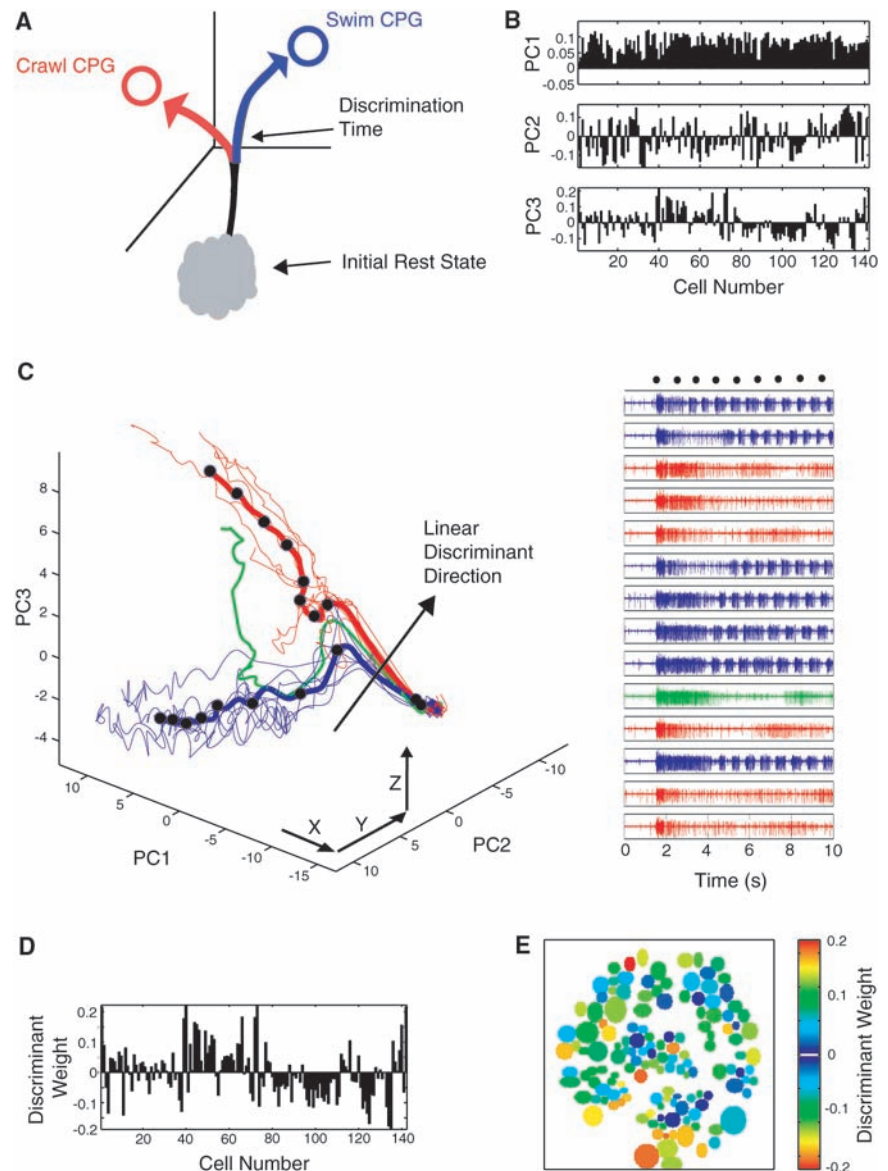 A
Swim CPG
Crawl CPG
Discrimination
Time
Initial Rest State
B
PC1
0.1
0.05
0
-0.05
PC2
0.1
0
-0.1
PC3
0.2
0.1
0
-0.1
20 40 60 80 100 120 140
Cell Number
C
PC3
8
6
4
2
0
-2
-4
Linear
Discriminant
Direction
10 5 0 -5 -10 -15
PC1
X Y Z
10 5 0 -5 -10
PC2
0 2 4 6 8 10
Time (s)
D
Discriminant
Weight
0.2
0.1
0
-0.1
-0.2
20 40 60 80 100 120 140
Cell Number
E
0.2
0.1
0
-0.1
-0.2
Discriminant Weight